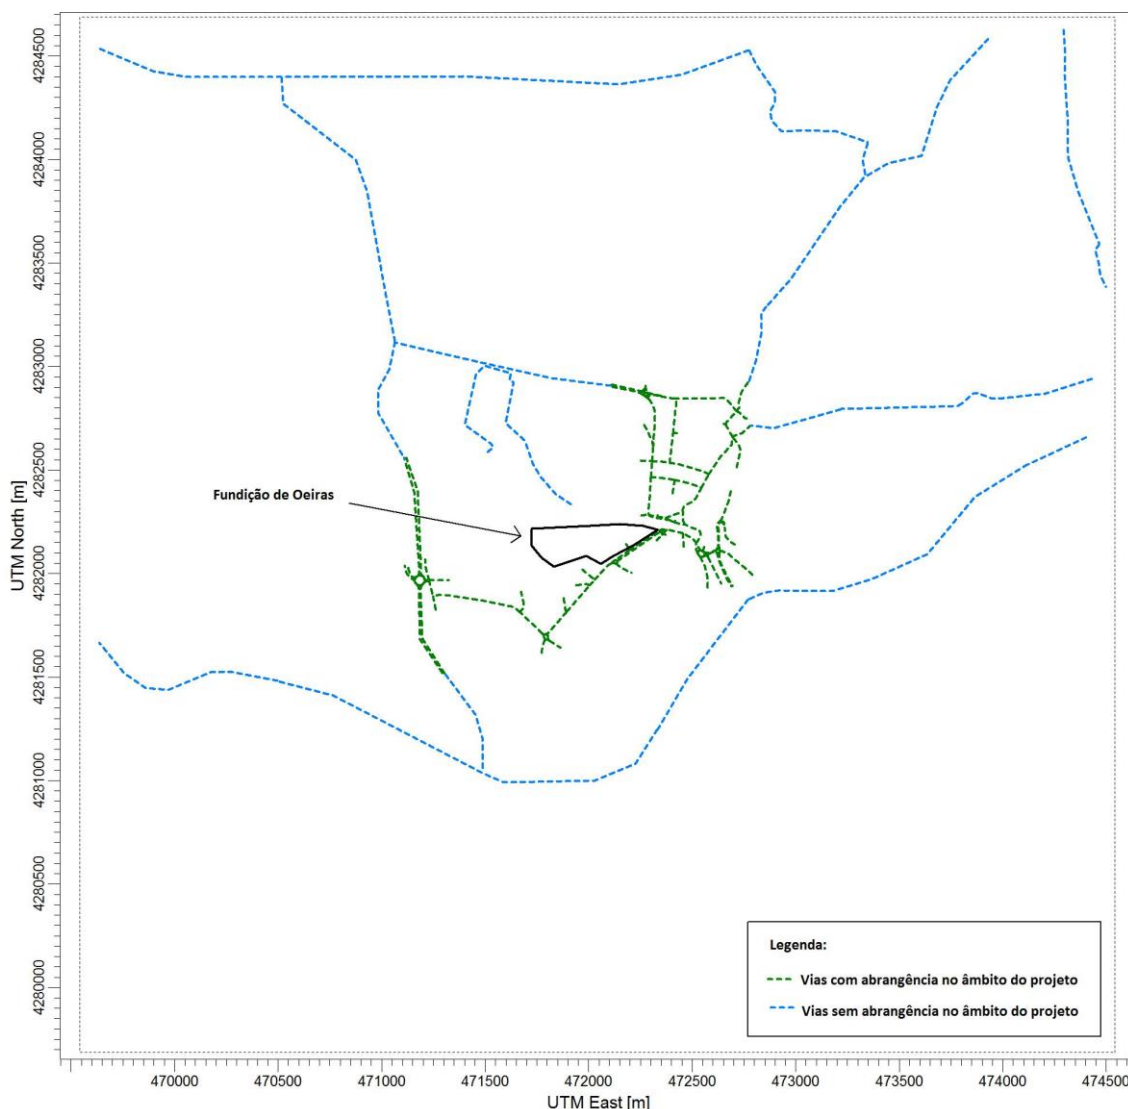 UTM North [m]
4284500
4284000
4283500
4283000
4282500
4282000
4281500
4281000
4280500
4280000
Fundição de Oeiras
Legenda:
Vias com abrangência no âmbito do projeto
Vias sem abrangência no âmbito do projeto
470000 470500 471000 471500 472000 472500 473000 473500 474000 474500
UTM East [m]